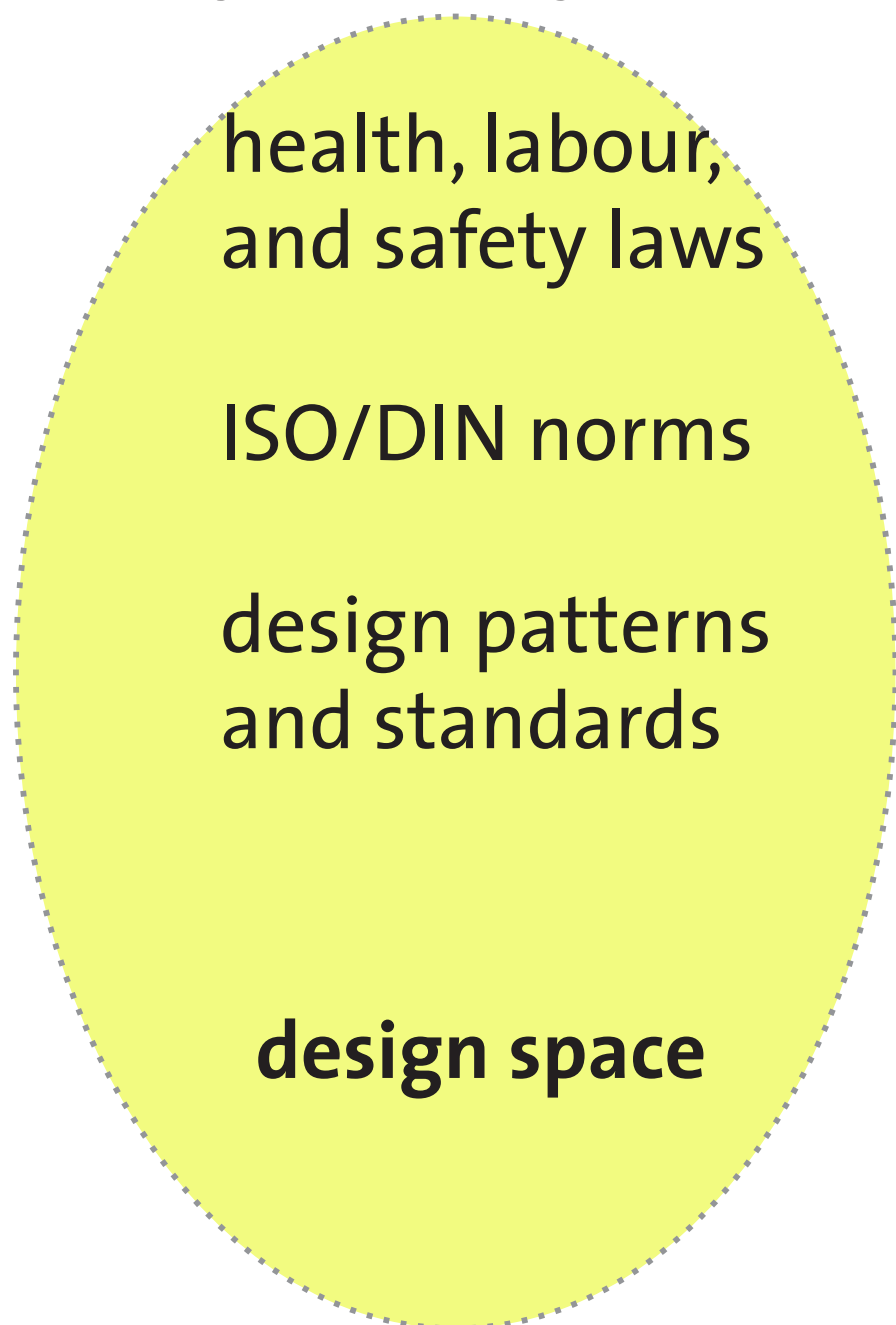 health, labour,
and safety laws
ISO/DIN norms
design patterns
and standards
design space